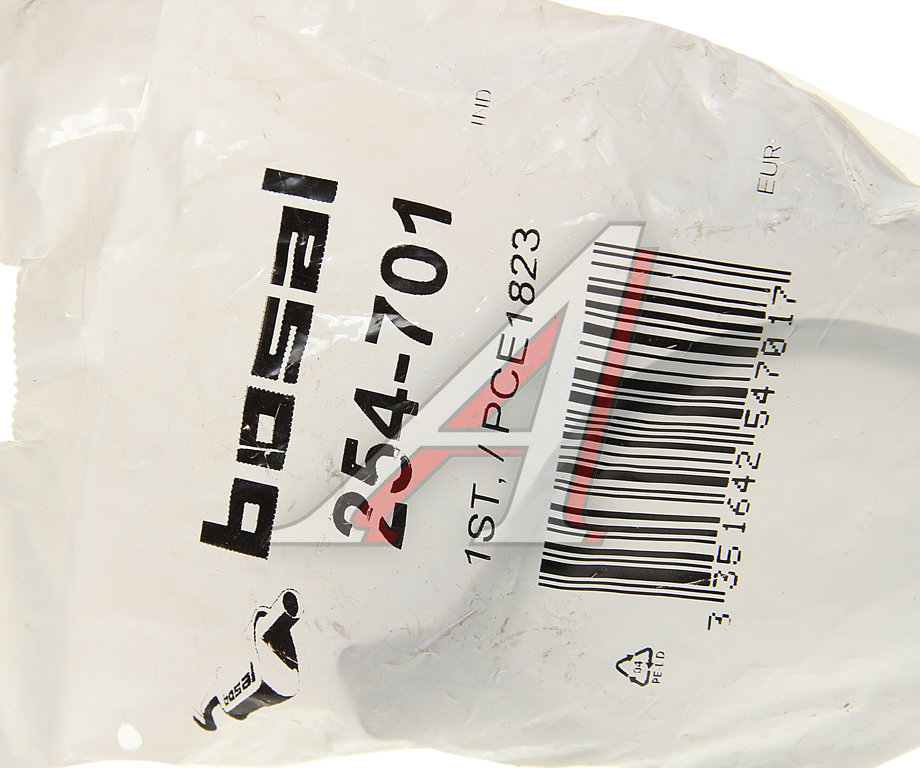 IND
EUR
bosal
254-701
1ST, / PCE1823
3 351642 547017
04
PE-LD
bosal